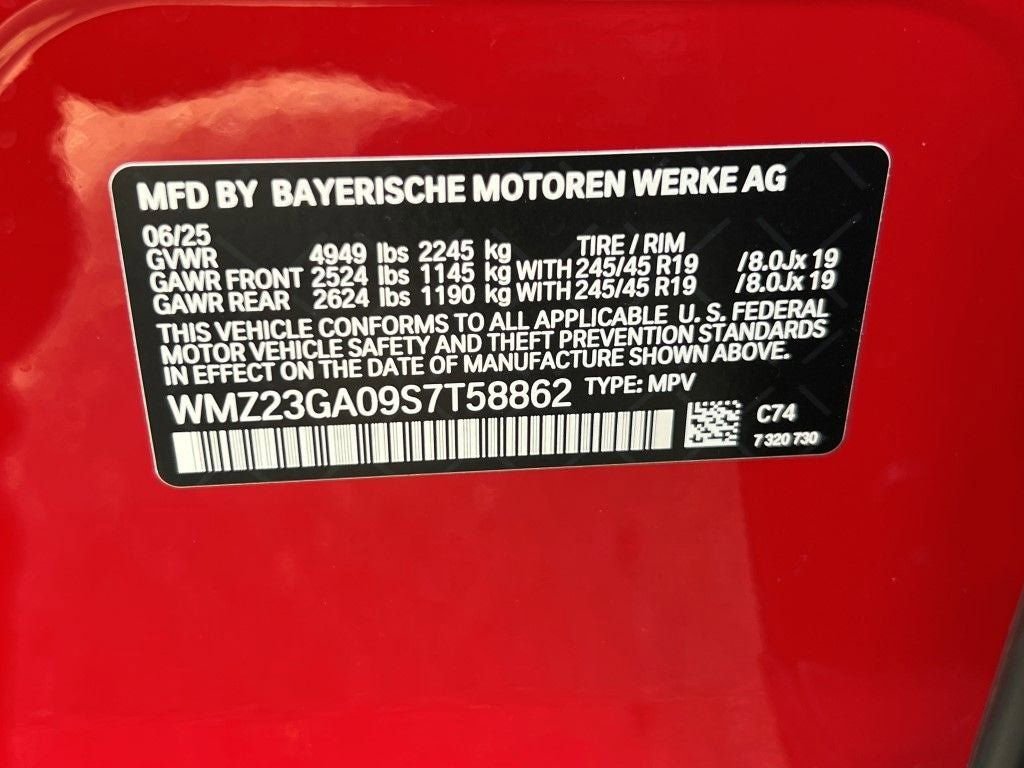 MFD BY BAYERISCHE MOTOREN WERKE AG
06/25
GVWR 4949 lbs 2245 kg TIRE / RIM
GAWR FRONT 2524 lbs 1145 kg WITH 245/45 R19 /8.0Jx 19
GAWR REAR 2624 lbs 1190 kg WITH 245/45 R19 /8.0Jx 19
THIS VEHICLE CONFORMS TO ALL APPLICABLE U. S. FEDERAL
MOTOR VEHICLE SAFETY AND THEFT PREVENTION STANDARDS
IN EFFECT ON THE DATE OF MANUFACTURE SHOWN ABOVE.
WMZ23GA09S7T58862 TYPE: MPV
C74
7 320 730